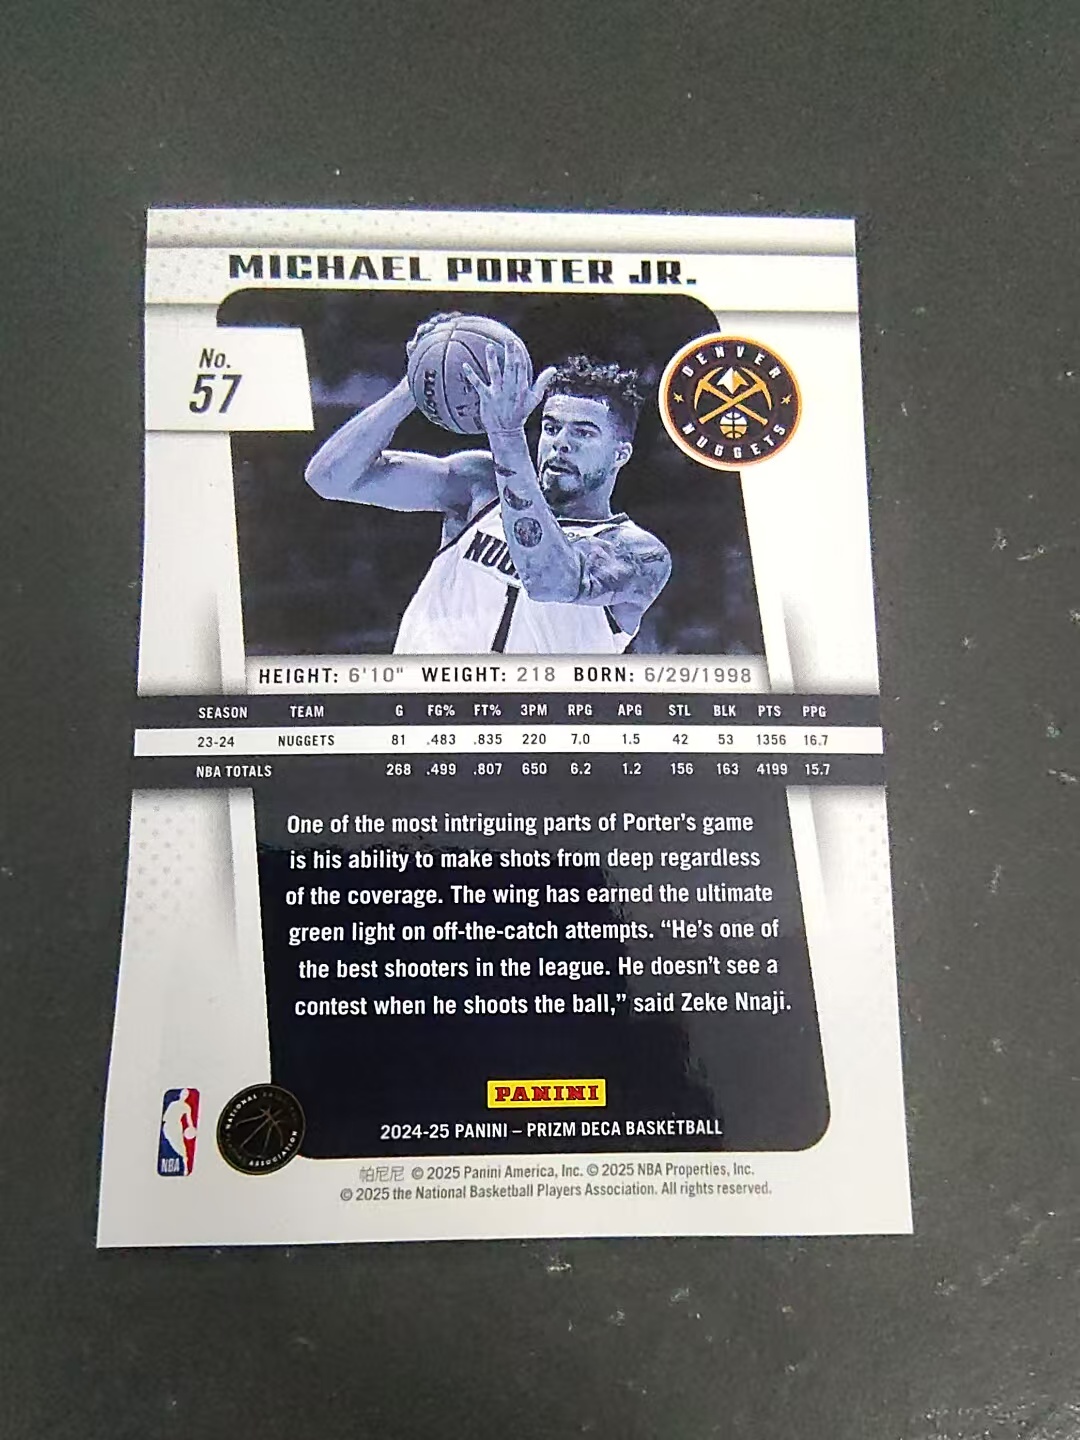 MICHAEL PORTER JR.
No.
57
DENVER
NUGGETS
NUG
1
HEIGHT: 6'10" WEIGHT: 218 BORN: 6/29/1998
SEASON TEAM G FG% FT% 3PM RPG APG STL BLK PTS PPG
23-24 NUGGETS 81 .483 .835 220 7.0 1.5 42 53 1356 16.7
NBA TOTALS 268 .499 .807 650 6.2 1.2 156 163 4199 15.7
One of the most intriguing parts of Porter's game
is his ability to make shots from deep regardless
of the coverage. The wing has earned the ultimate
green light on off-the-catch attempts. “He's one of
the best shooters in the league. He doesn't see a
contest when he shoots the ball,” said Zeke Nnaji.
PANINI
2024-25 PANINI – PRIZM DECA BASKETBALL
NBA
NATIONAL
ASSOCIATION
帕尼尼 © 2025 Panini America, Inc. © 2025 NBA Properties, Inc.
© 2025 the National Basketball Players Association. All rights reserved.